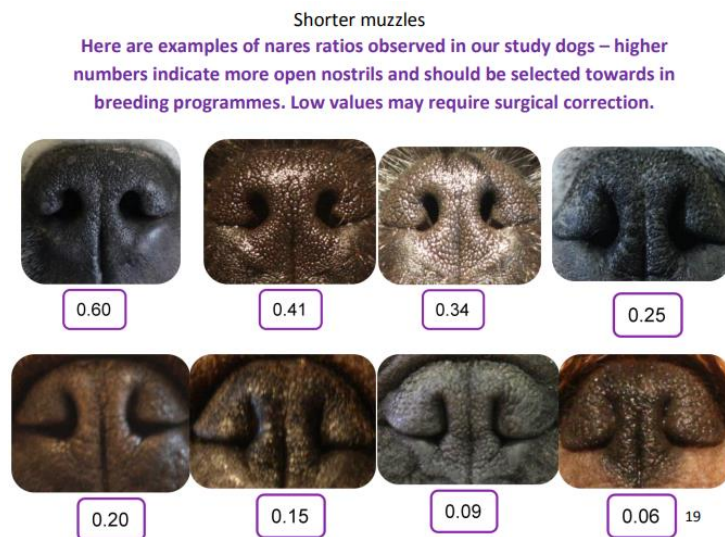 Shorter muzzles
Here are examples of nares ratios observed in our study dogs – higher
numbers indicate more open nostrils and should be selected towards in
breeding programmes. Low values may require surgical correction.
0.60
0.41
0.34
0.25
0.20
0.15
0.09
0.06
19